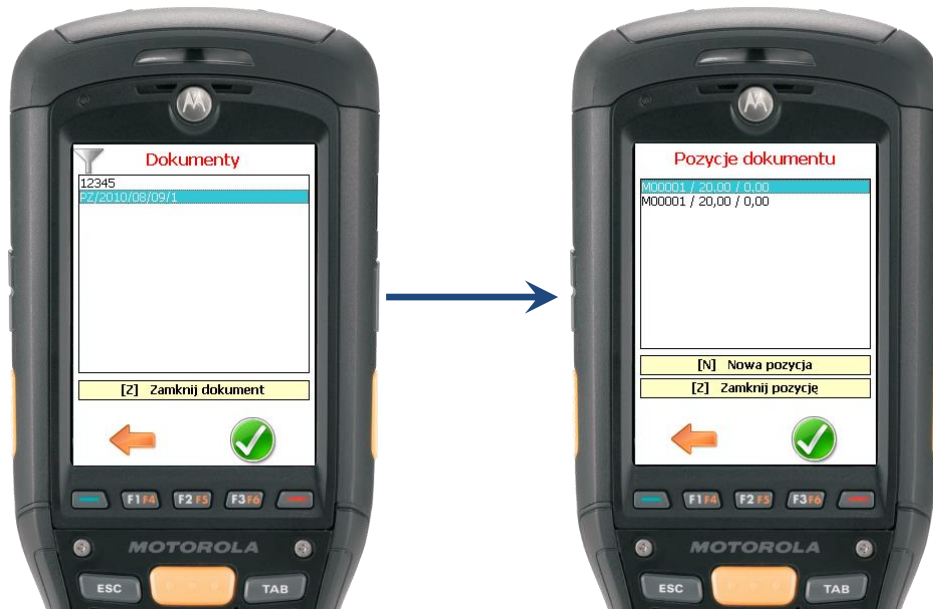 Dokumenty
12345
PZ/2010/08/09/1
[Z] Zamknij dokument
F1 F4 F2 F5 F3 F6
MOTOROLA
ESC TAB
Pozycje dokumentu
M00001 / 20,00 / 0,00
M00001 / 20,00 / 0,00
[N] Nowa pozycja
[Z] Zamknij pozycję
F1 F4 F2 F5 F3 F6
MOTOROLA
ESC TAB